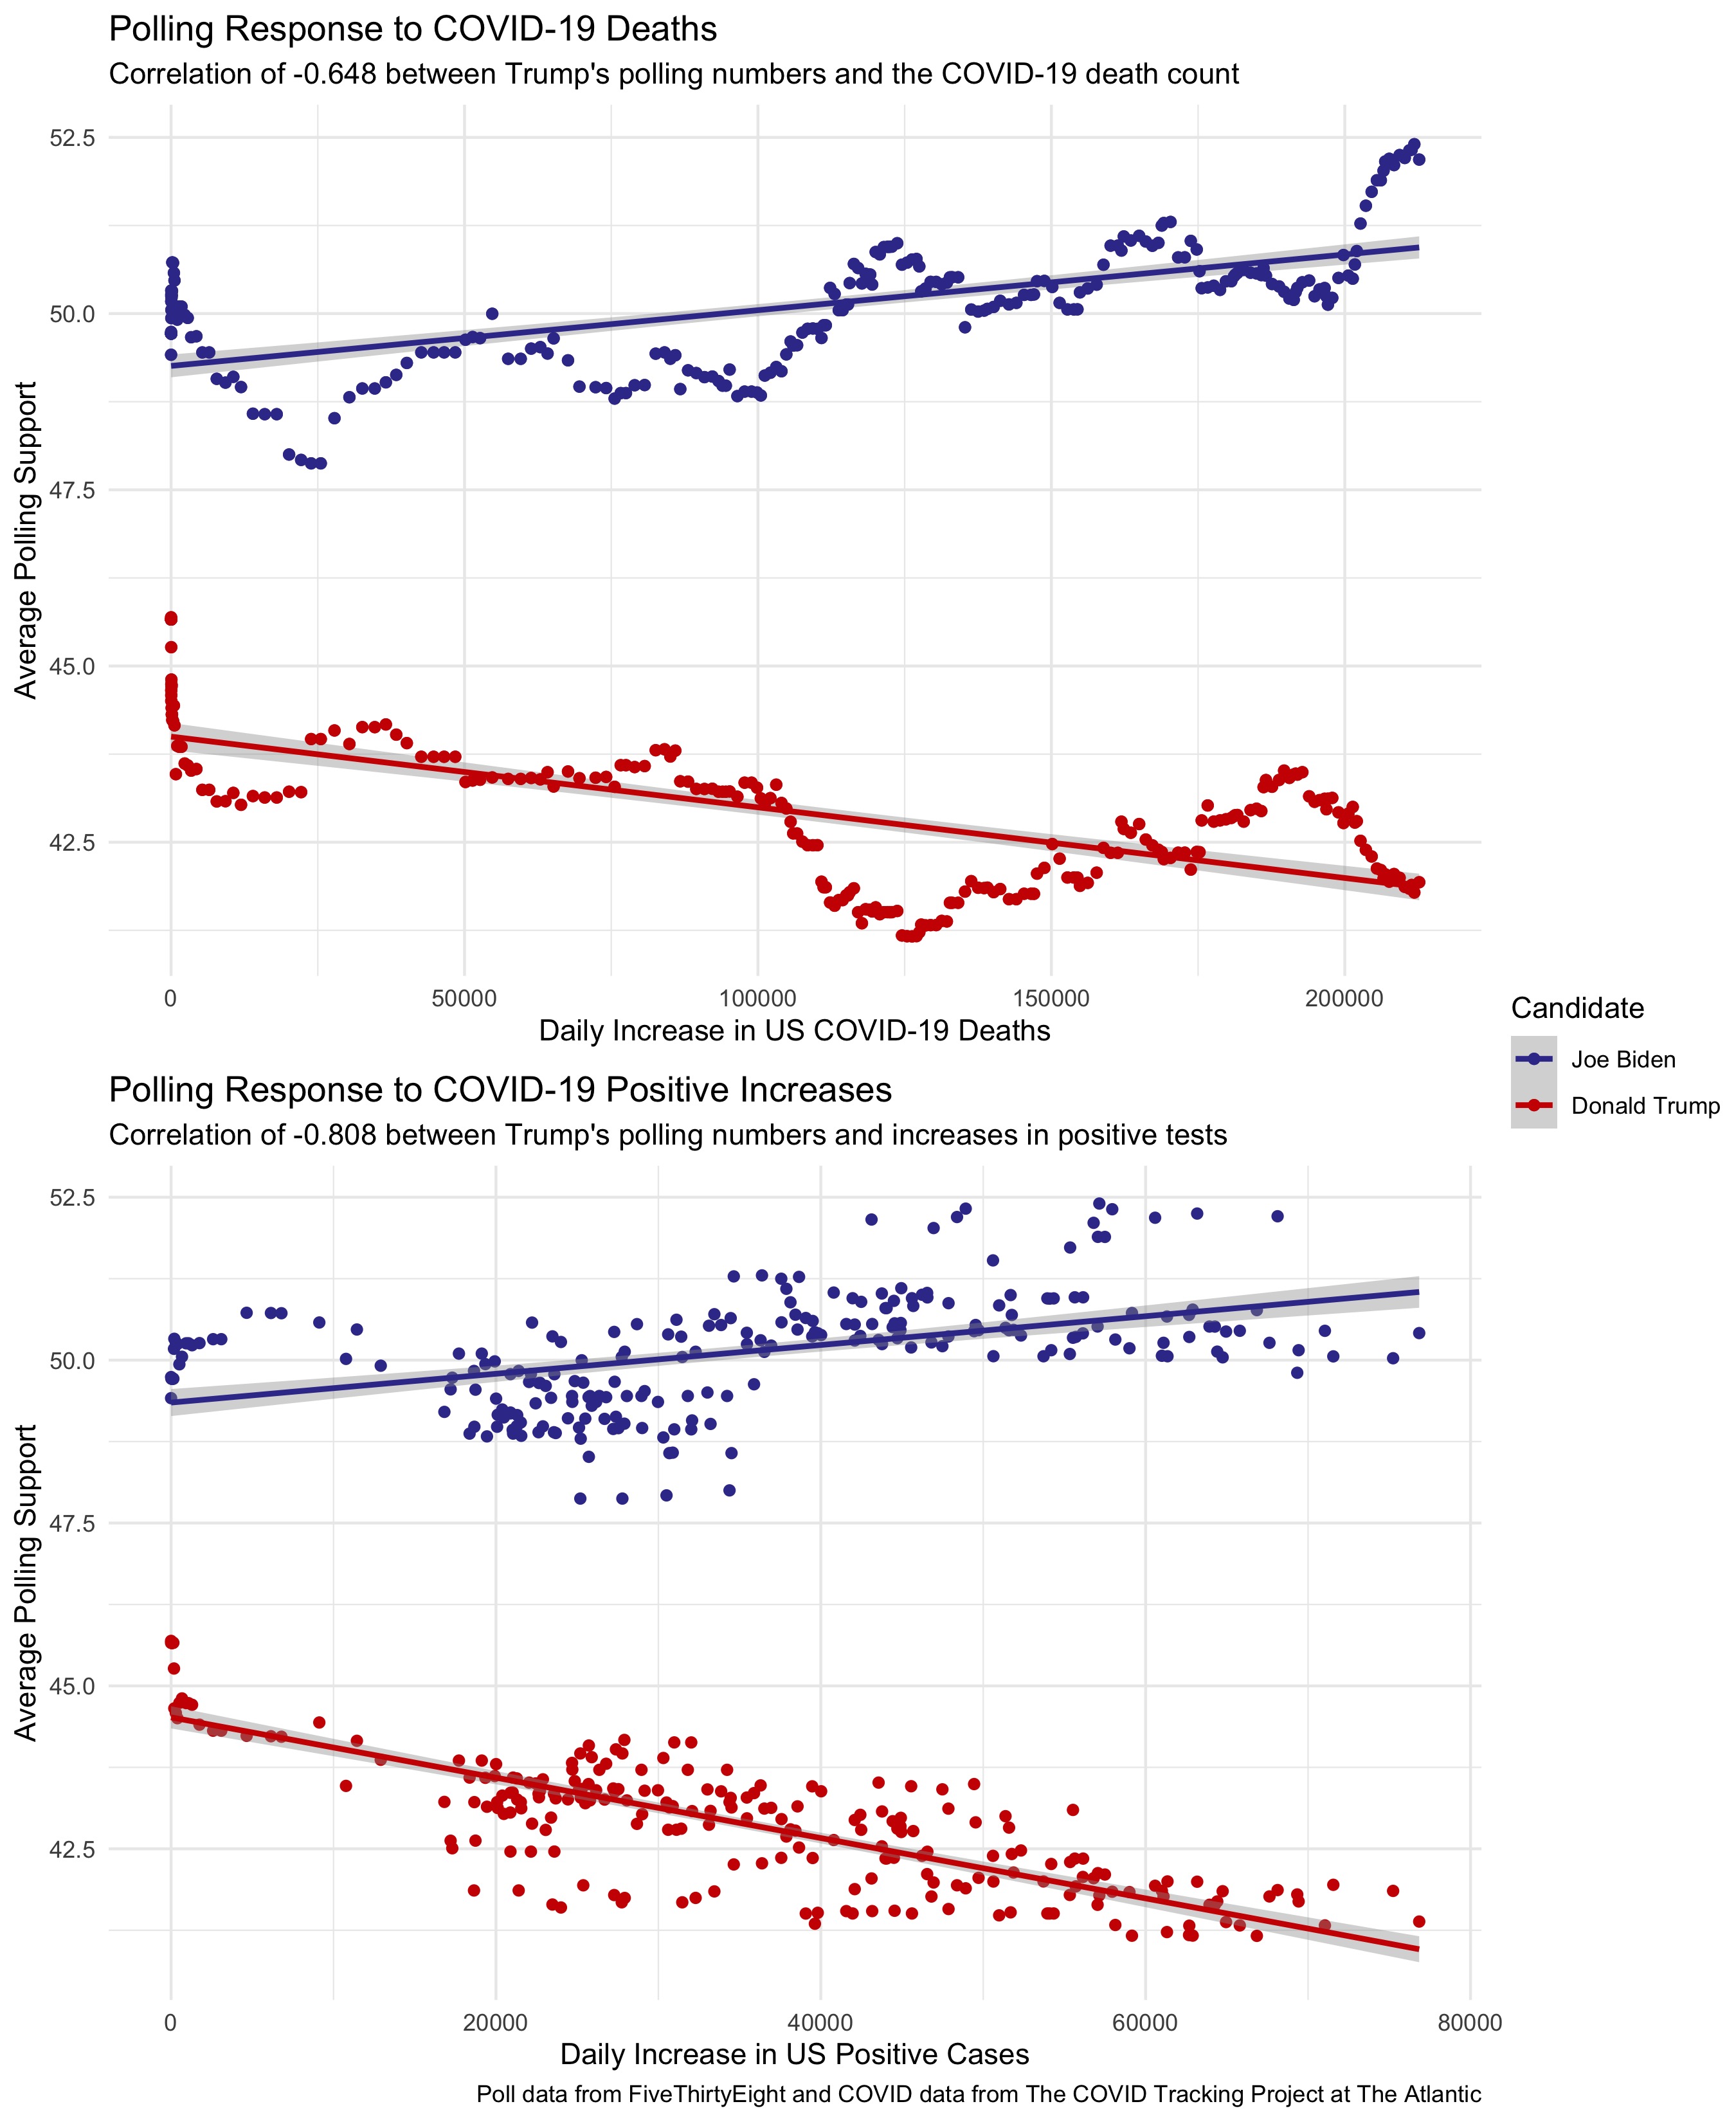 Polling Response to COVID-19 Deaths
Correlation of -0.648 between Trump's polling numbers and the COVID-19 death count
52.5
50.0
47.5
45.0
42.5
Average Polling Support
0 50000 100000 150000 200000
Daily Increase in US COVID-19 Deaths
Candidate
Joe Biden
Donald Trump
Polling Response to COVID-19 Positive Increases
Correlation of -0.808 between Trump's polling numbers and increases in positive tests
52.5
50.0
47.5
45.0
42.5
Average Polling Support
0 20000 40000 60000 80000
Daily Increase in US Positive Cases
Poll data from FiveThirtyEight and COVID data from The COVID Tracking Project at The Atlantic